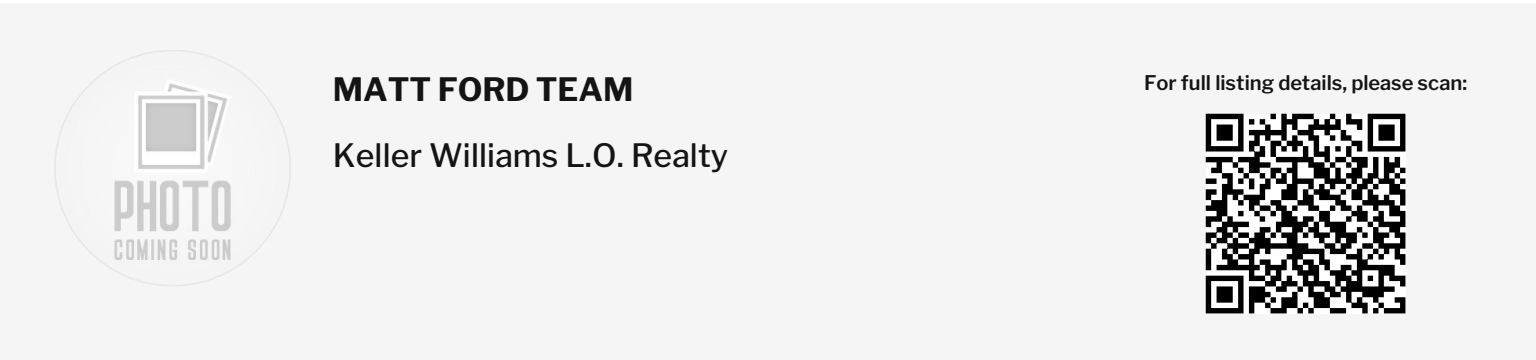 MATT FORD TEAM
Keller Williams L.O. Realty
For full listing details, please scan:
PHOTO
COMING SOON